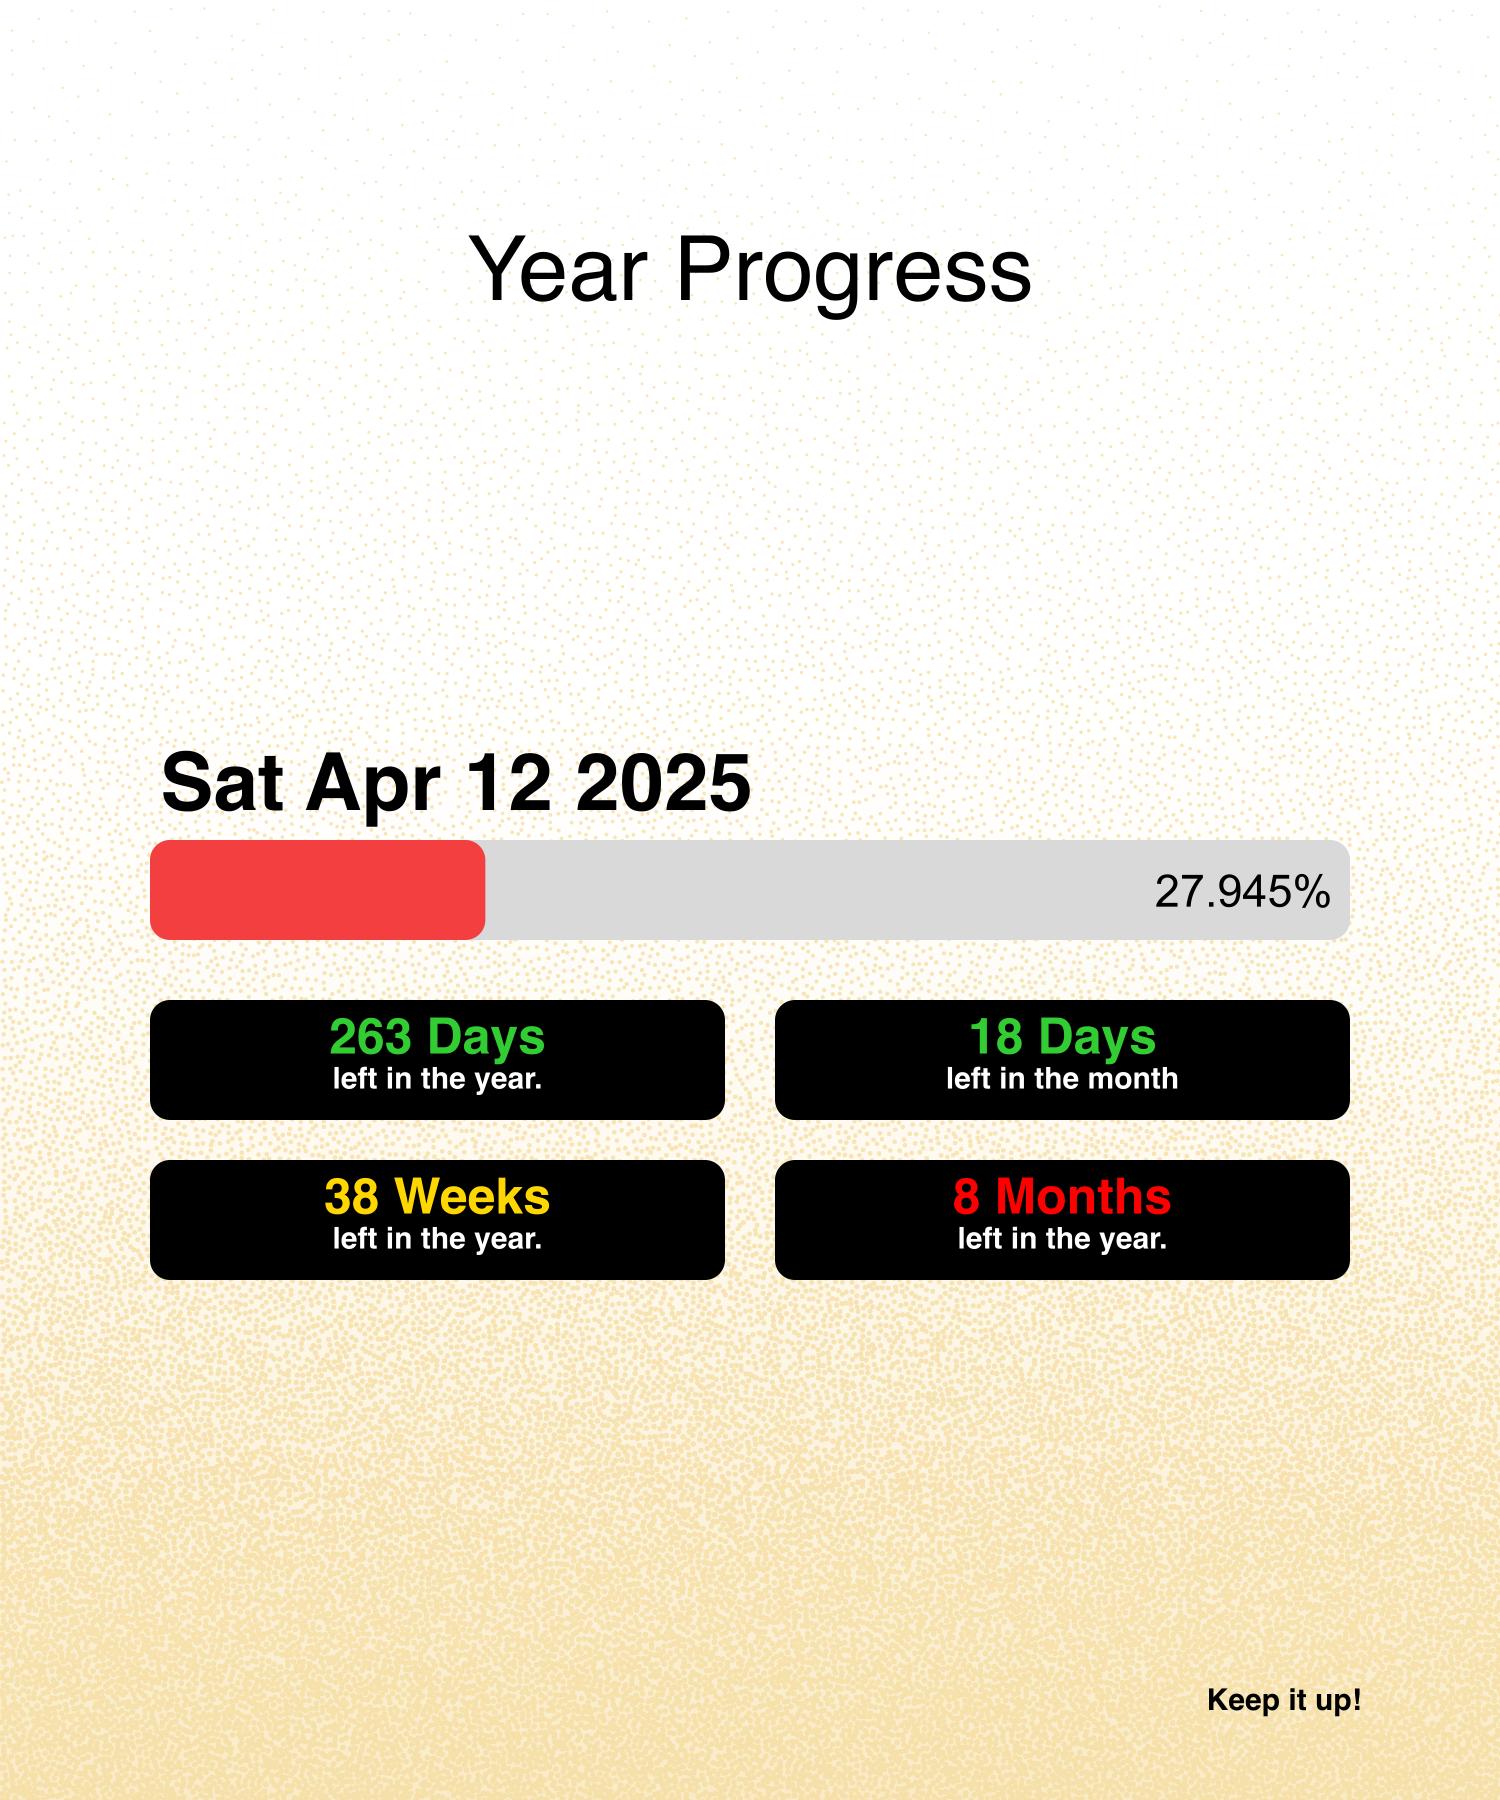 Year Progress
Sat Apr 12 2025
27.945%
263 Days
left in the year.
18 Days
left in the month
38 Weeks
left in the year.
8 Months
left in the year.
Keep it up!